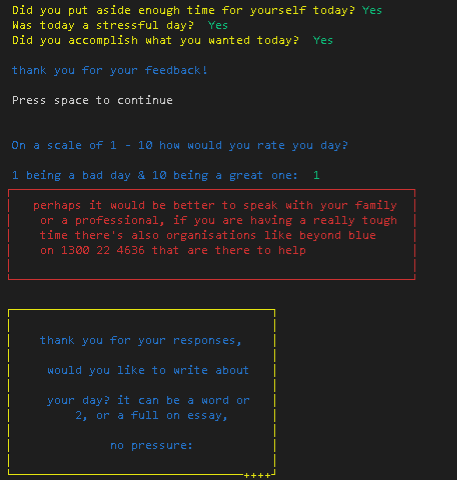 Did you put aside enough time for yourself today? Yes
Was today a stressful day? Yes
Did you accomplish what you wanted today? Yes
thank you for your feedback!
Press space to continue
On a scale of 1 - 10 how would you rate you day?
1 being a bad day & 10 being a great one: 1
perhaps it would be better to speak with your family
or a professional, if you are having a really tough
time there's also organisations like beyond blue
on 1300 22 4636 that are there to help
thank you for your responses,
would you like to write about
your day? it can be a word or
2, or a full on essay,
no pressure:
++++